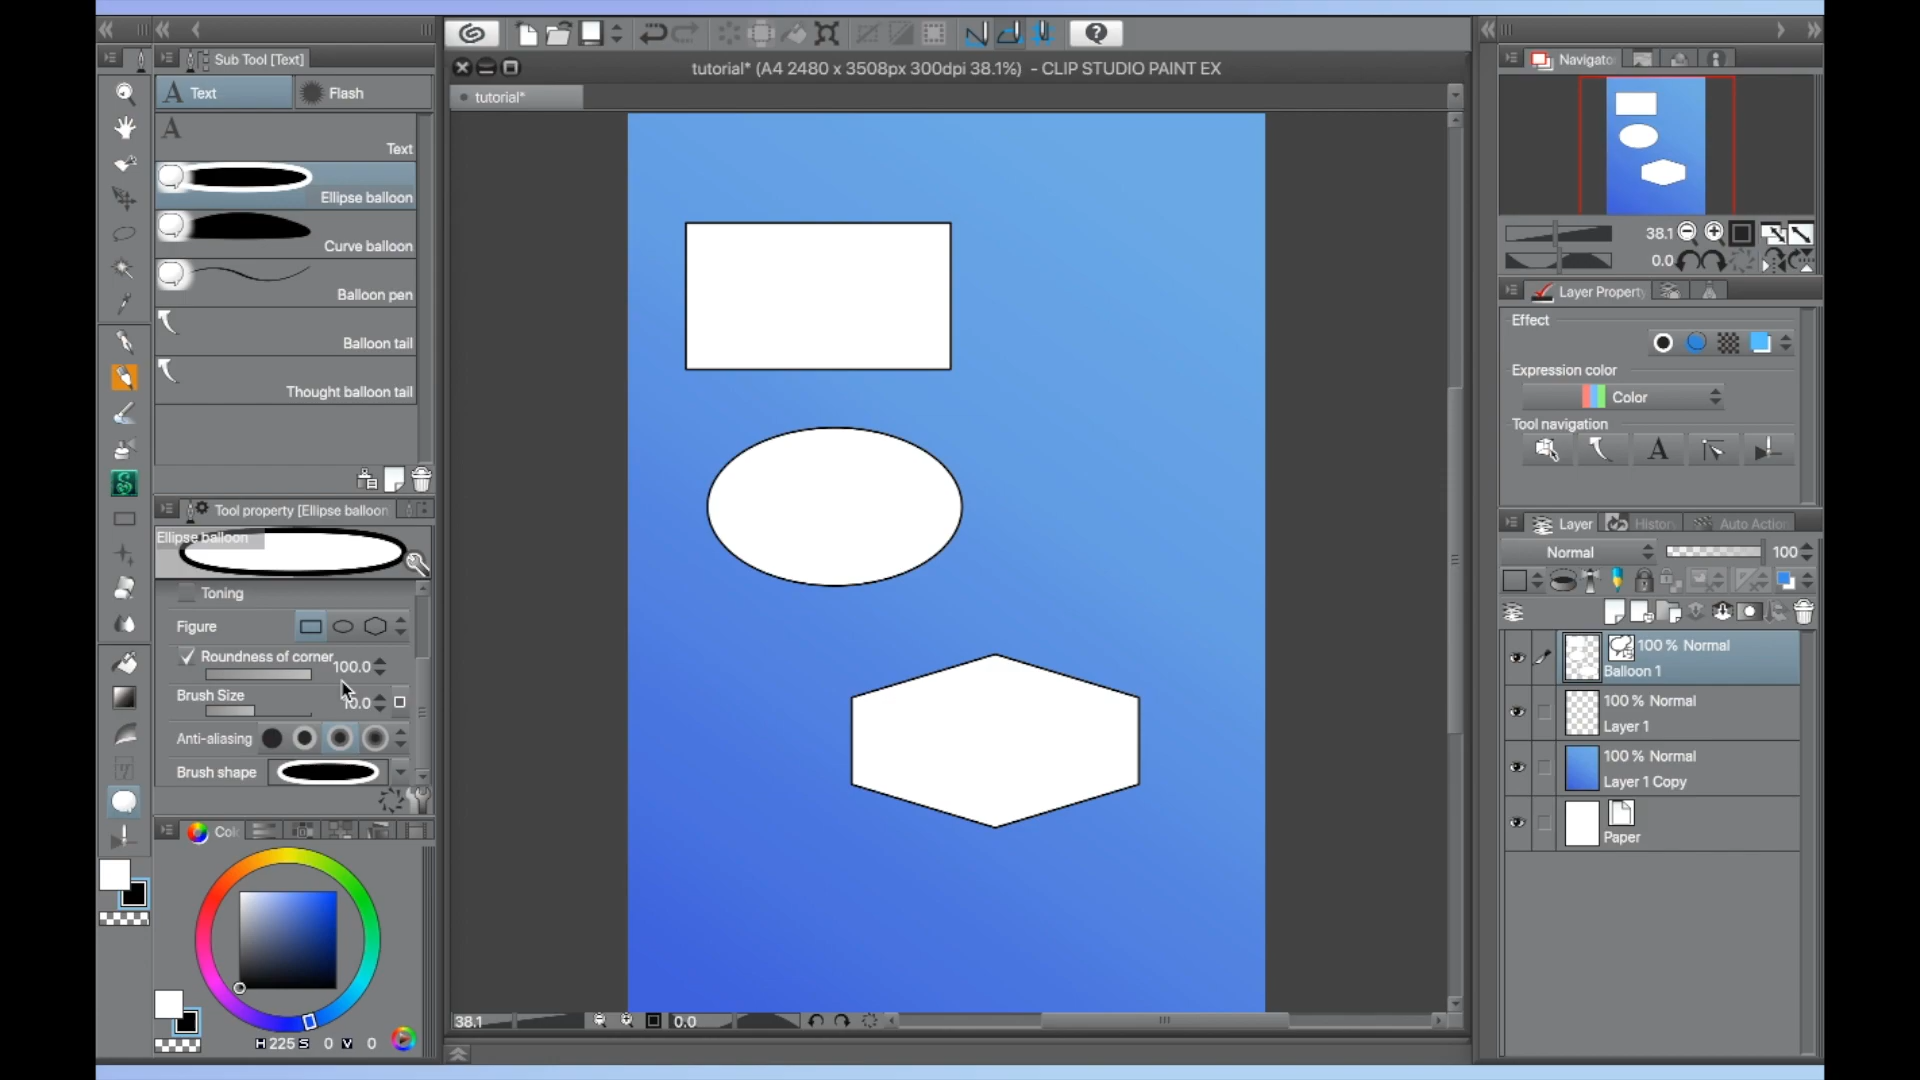 Sub Tool [Text]
Text
Flash
Text
Ellipse balloon
Curve balloon
Balloon pen
Balloon tail
Thought balloon tail
Tool property [Ellipse balloon
Ellipse balloon
Toning
Figure
Roundness of corner
100.0
Brush Size
10.0
Anti-aliasing
Brush shape
Col
H 225 S 0 V 0
tutorial* (A4 2480 x 3508px 300dpi 38.1%) - CLIP STUDIO PAINT EX
tutorial*
38.1
0.0
Navigato
38.1
0.0
Layer Property
Effect
Expression color
Color
Tool navigation
Layer
History
Auto Action
Normal
100
100 % Normal
Balloon 1
100 % Normal
Layer 1
100 % Normal
Layer 1 Copy
Paper